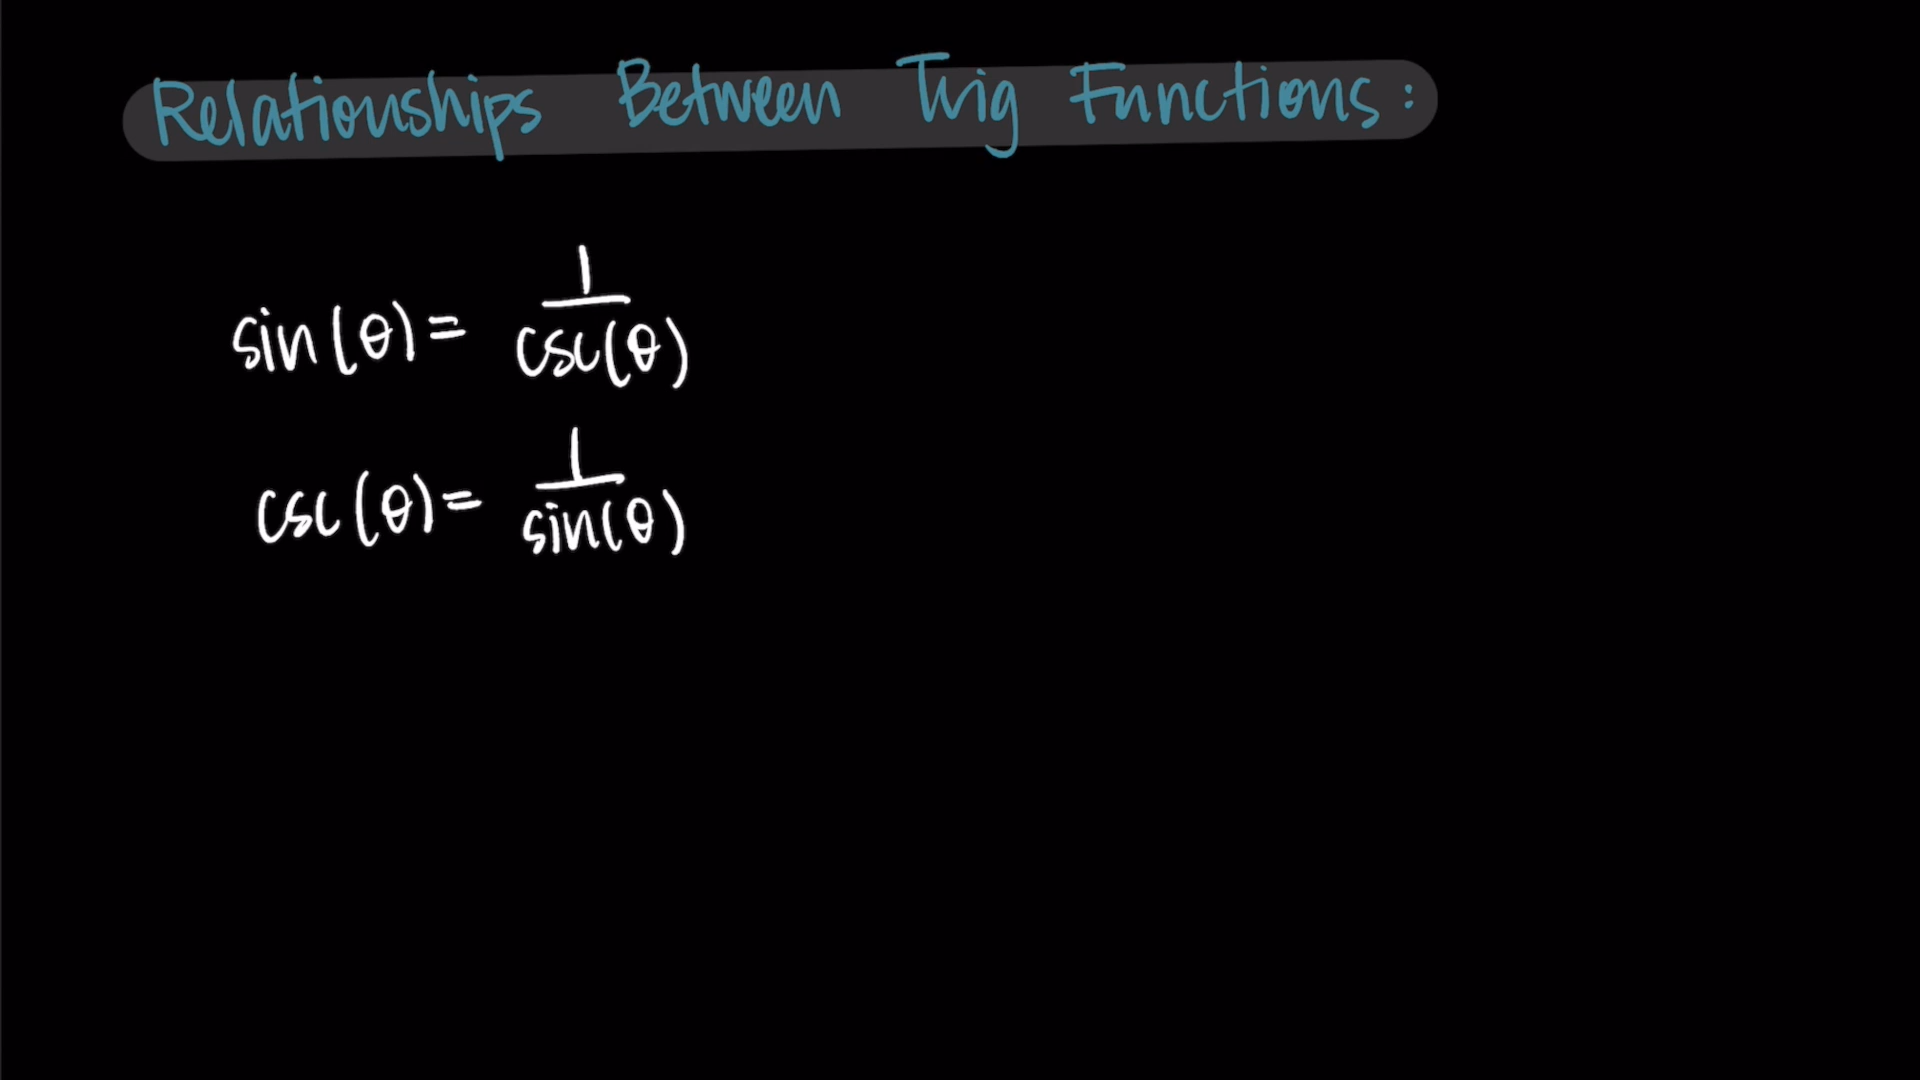 Relationships Between Trig Functions:
sin(θ) = 1/csc(θ)
csc(θ) = 1/sin(θ)